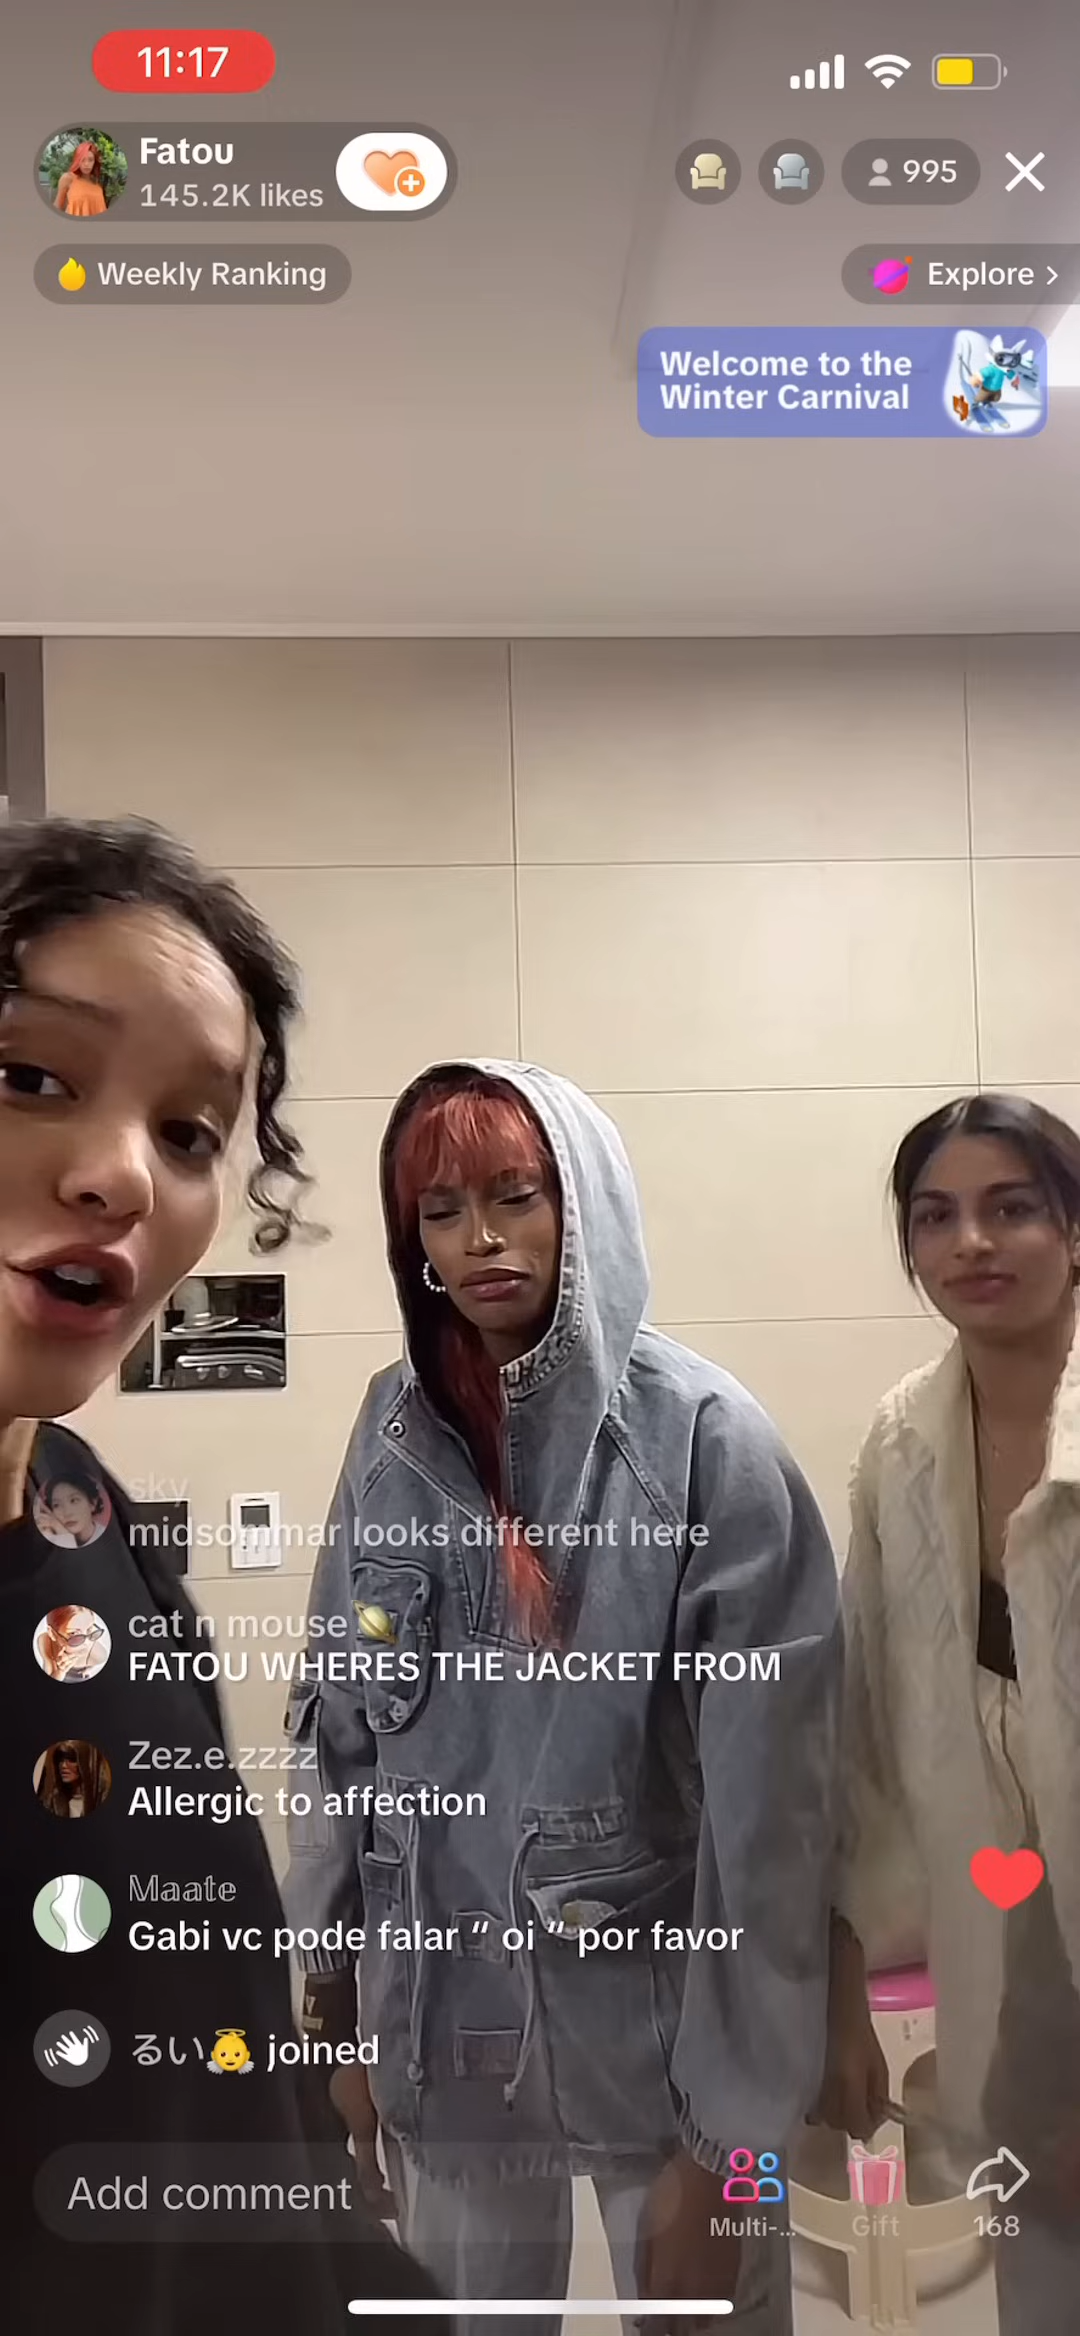 11:17
Fatou
145.2K likes
995
Weekly Ranking
Explore >
Welcome to the
Winter Carnival
sky
midsommar looks different here
cat n mouse🪐
FATOU WHERES THE JACKET FROM
Zez.e.zzzz
Allergic to affection
𝕄𝕒𝕒𝕥𝕖
Gabi vc pode falar “ oi “ por favor
るい👼 joined
Add comment
Multi-...
Gift
168